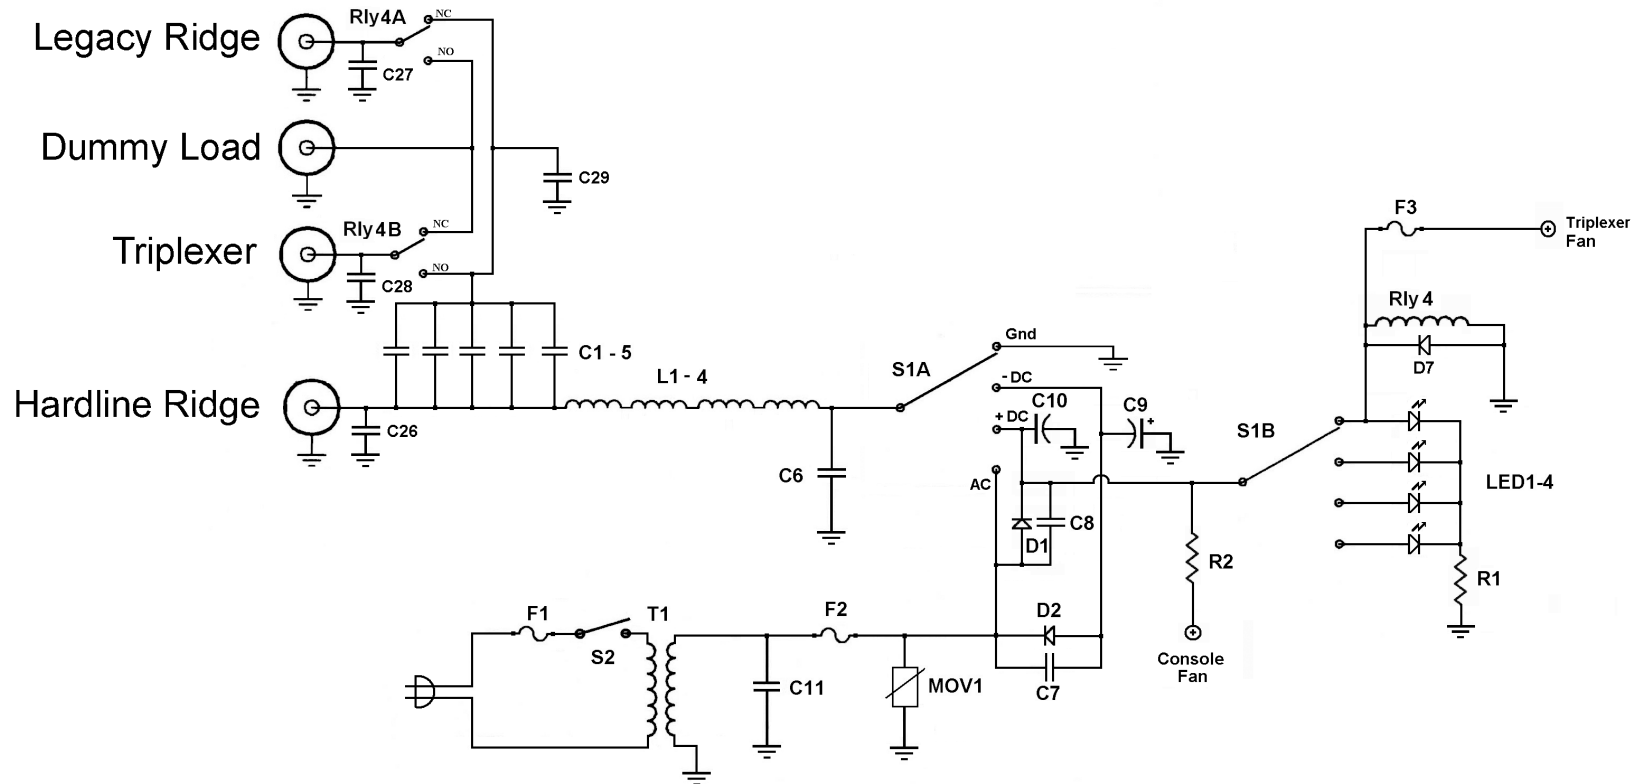 Legacy Ridge
Rly4A
NC
NO
C27
Dummy Load
C29
Triplexer
Rly4B
NC
NO
C28
F3
Triplexer
Fan
Rly 4
D7
C1 - 5
L1 - 4
Hardline Ridge
C26
S1A
Gnd
- DC
+ DC
C10
C9
+
AC
C6
C8
D1
S1B
LED1-4
R2
R1
F1
S2
T1
F2
D2
C7
C11
MOV1
Console
Fan